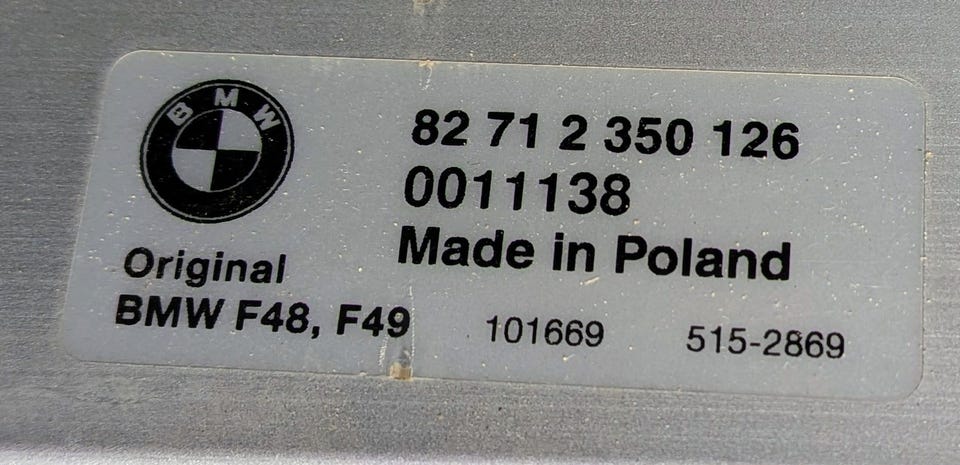 BMW
82 71 2 350 126
0011138
Made in Poland
Original
BMW F48, F49
101669
515-2869